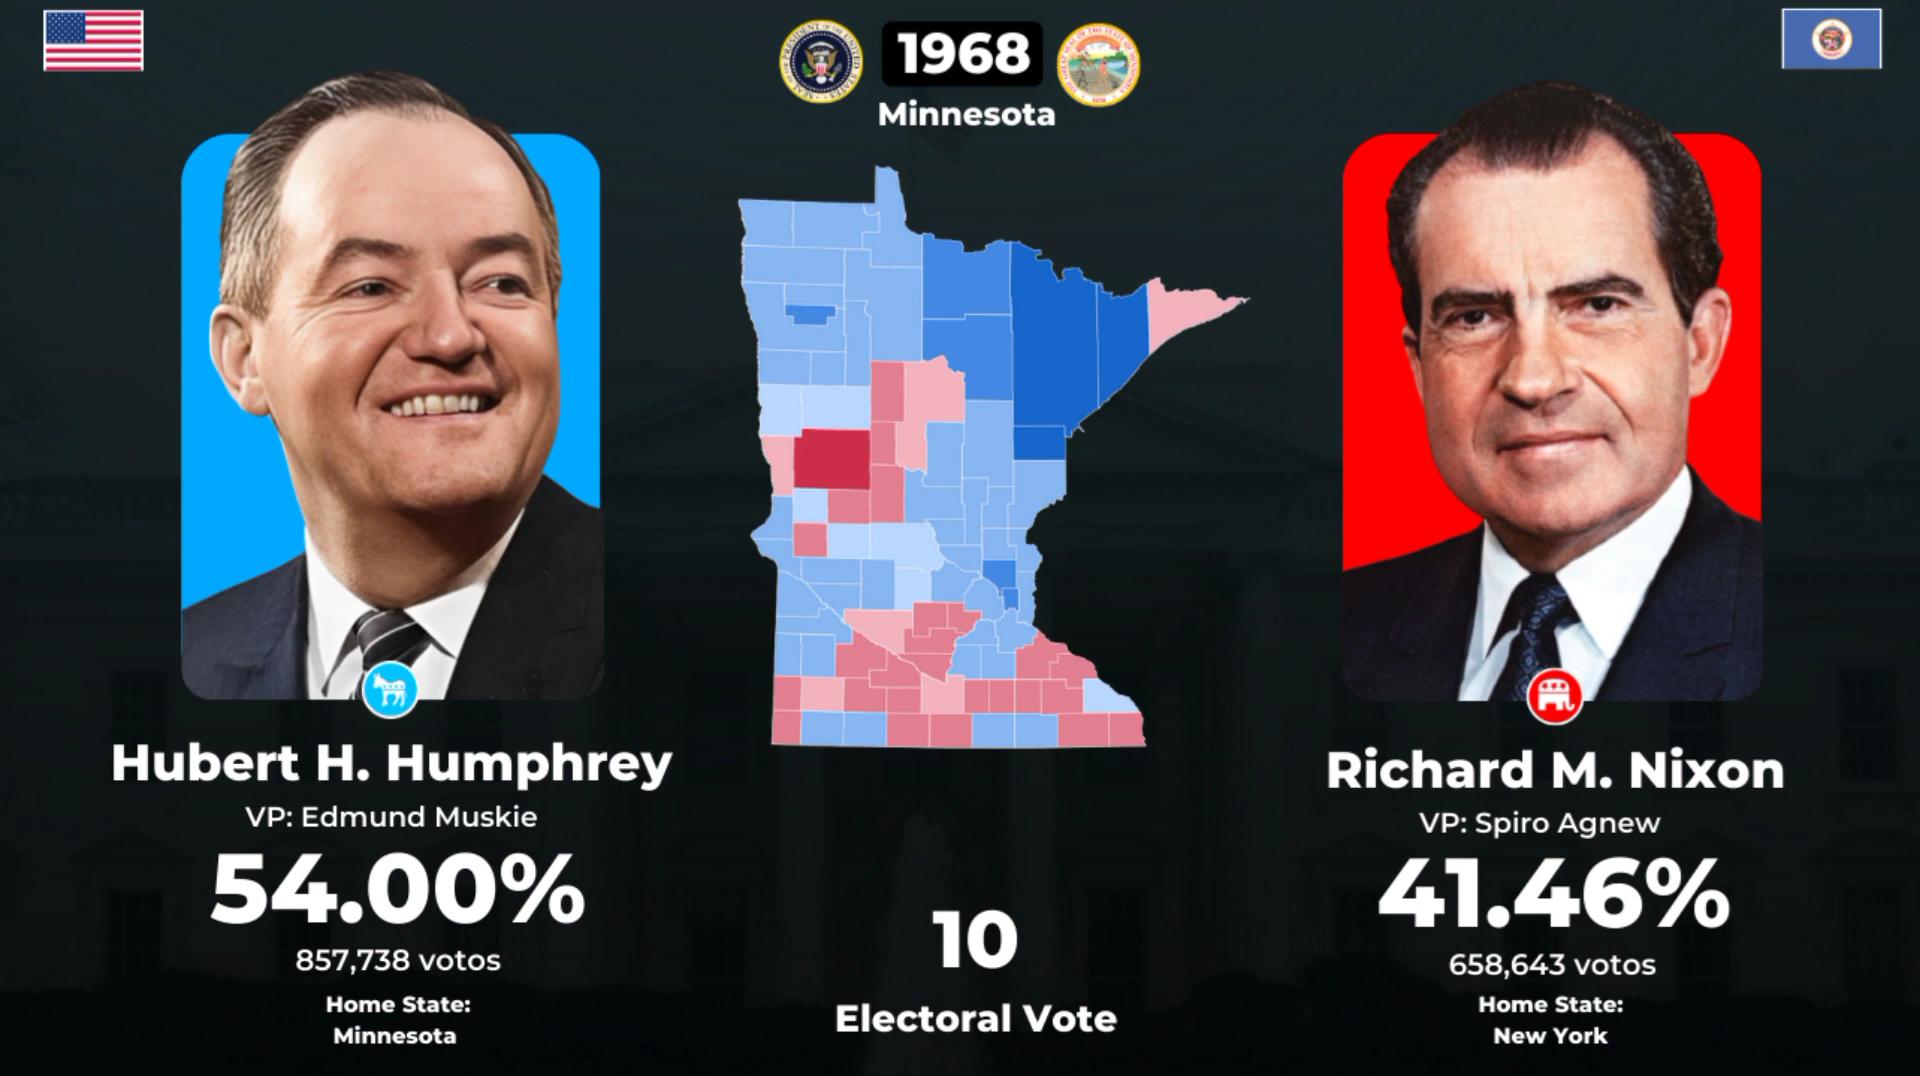 1968
Minnesota
Hubert H. Humphrey
VP: Edmund Muskie
54.00%
857,738 votos
Home State:
Minnesota
10
Electoral Vote
Richard M. Nixon
VP: Spiro Agnew
41.46%
658,643 votos
Home State:
New York